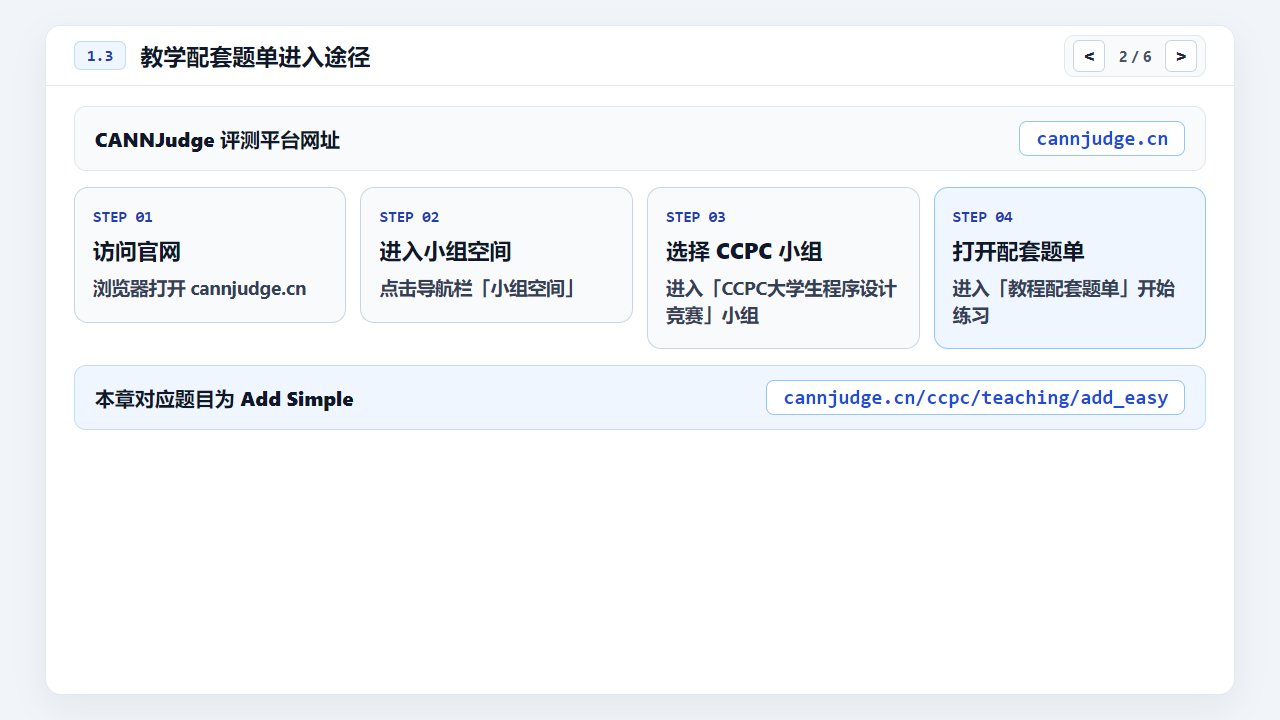 1.3 教学配套题单进入途径
< 2 / 6 >
CANNJudge 评测平台网址
cannjudge.cn
STEP 01
访问官网
浏览器打开 cannjudge.cn
STEP 02
进入小组空间
点击导航栏「小组空间」
STEP 03
选择 CCPC 小组
进入「CCPC大学生程序设计
竞赛」小组
STEP 04
打开配套题单
进入「教程配套题单」开始
练习
本章对应题目为 Add Simple
cannjudge.cn/ccpc/teaching/add_easy